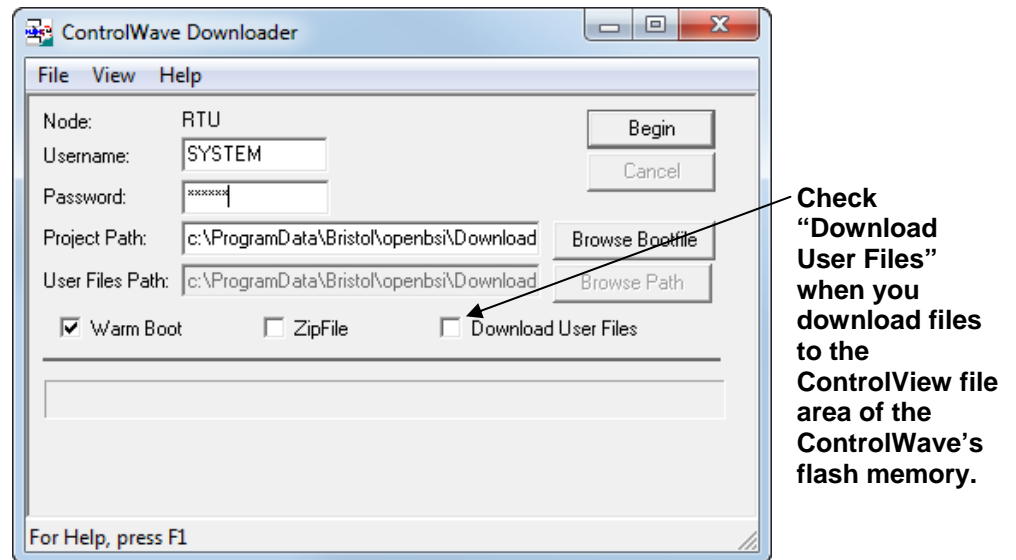 ControlWave Downloader
File View Help
Node: RTU
Username: SYSTEM
Password: ******
Project Path: c:\ProgramData\Bristol\openbsi\Download
User Files Path: c:\ProgramData\Bristol\openbsi\Download
Begin
Cancel
Browse Bootfile
Browse Path
Warm Boot ZipFile Download User Files
For Help, press F1
Check
“Download
User Files”
when you
download files
to the
ControlView file
area of the
ControlWave’s
flash memory.